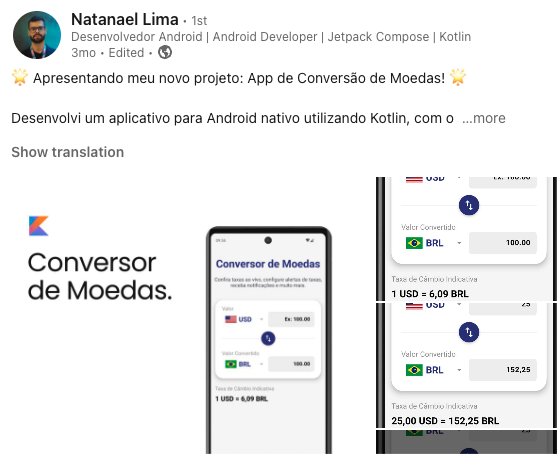 Natanael Lima • 1st
Desenvolvedor Android | Android Developer | Jetpack Compose | Kotlin
3mo • Edited •
🌟 Apresentando meu novo projeto: App de Conversão de Moedas! 🌟
Desenvolvi um aplicativo para Android nativo utilizando Kotlin, com o ...more
Show translation
Conversor
de Moedas.
Conversor de Moedas
Confira taxas ao vivo, configure alertas de taxas,
receba notificações e muito mais.
Valor
USD Ex: 100.00
Valor Convertido
BRL 100.00
Taxa de Câmbio Indicativa
1 USD = 6,09 BRL
USD Ex: 100.00
Valor Convertido
BRL 100.00
Taxa de Câmbio Indicativa
1 USD = 6,09 BRL
USD 25
Valor Convertido
BRL 152,25
Taxa de Câmbio Indicativa
25,00 USD = 152,25 BRL